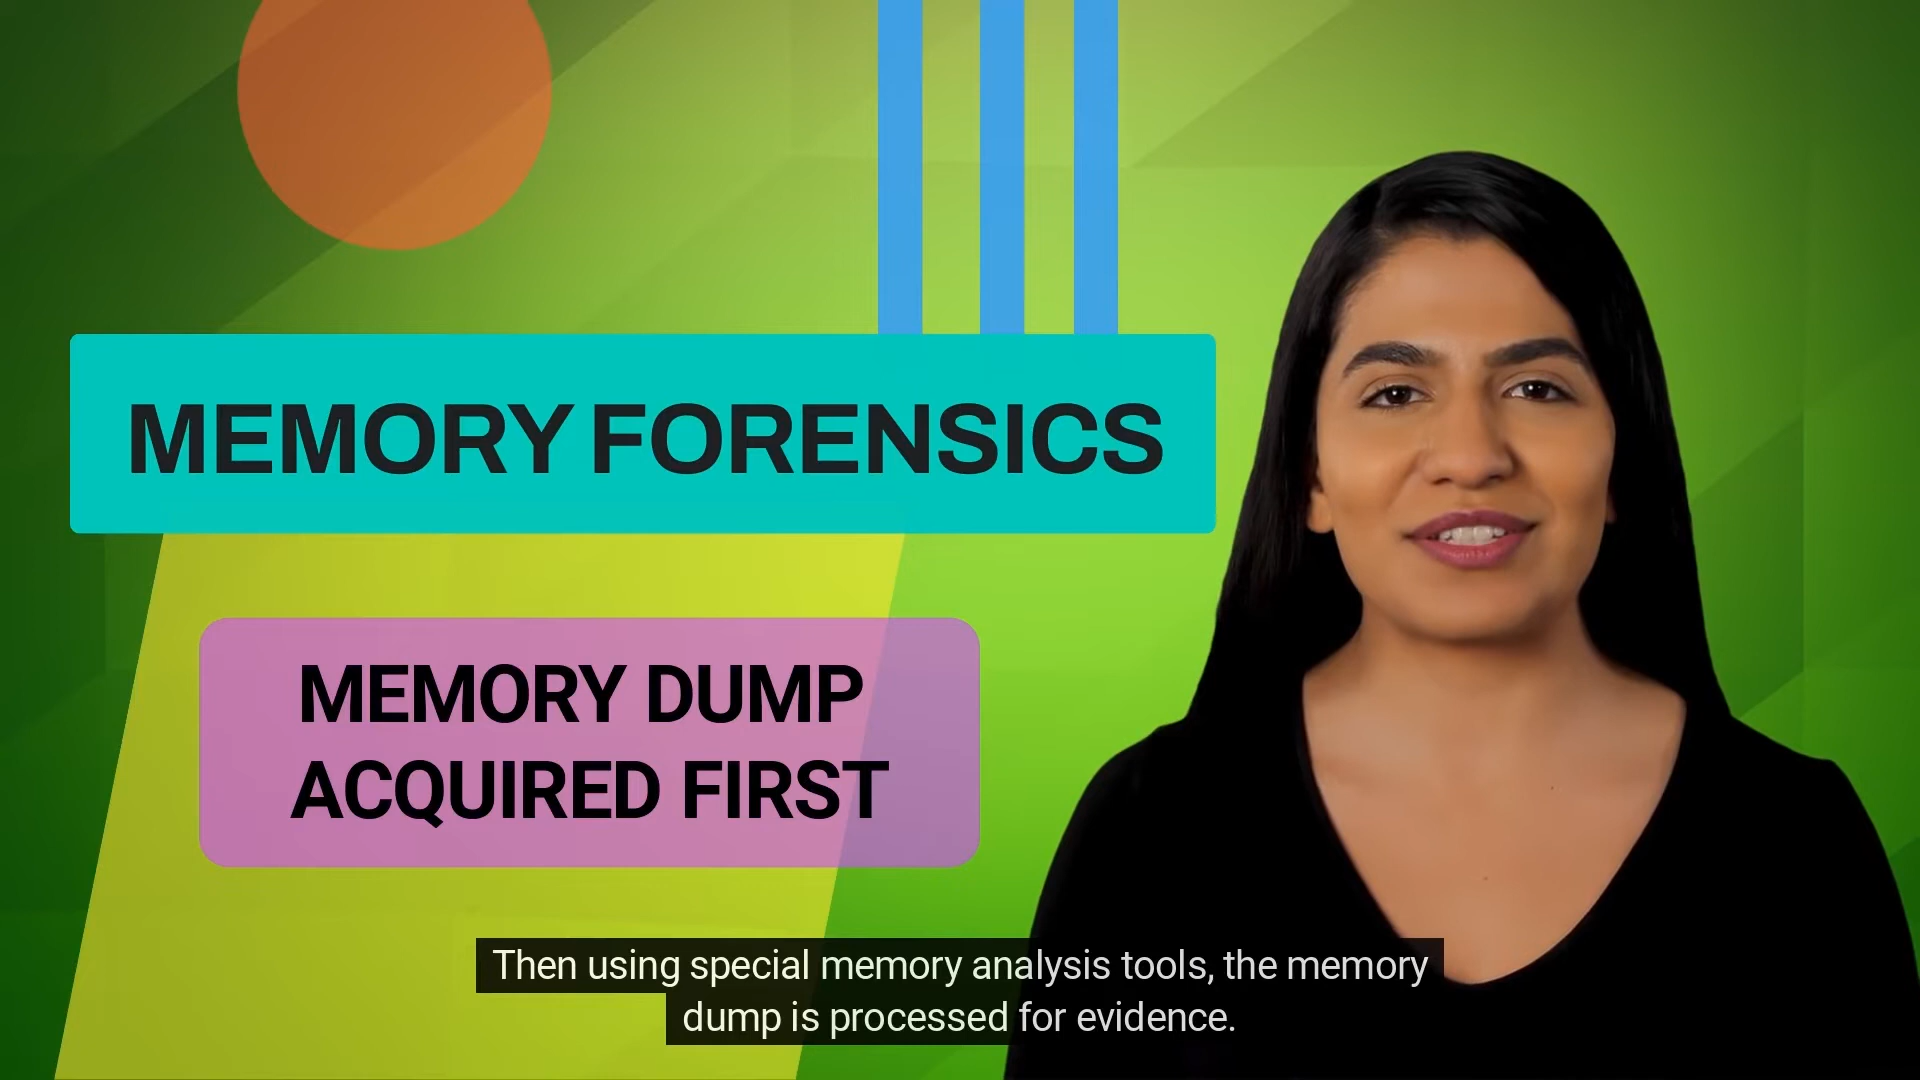 MEMORY FORENSICS
MEMORY DUMP
ACQUIRED FIRST
Then using special memory analysis tools, the memory
dump is processed for evidence.